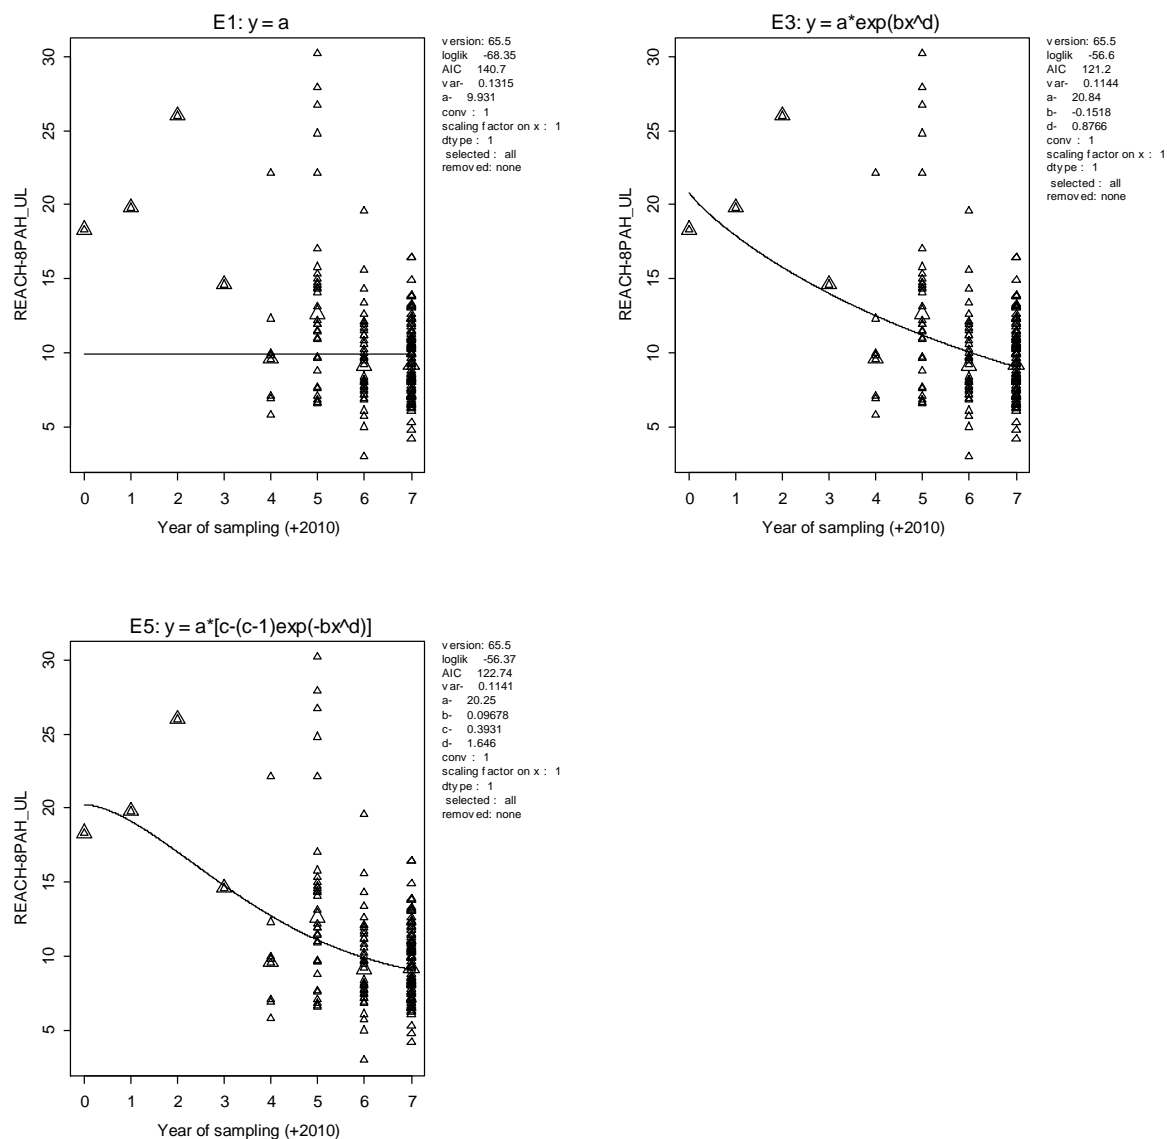 E1: y = a
30
25
20
15
10
5
REACH-8PAH_UL
0 1 2 3 4 5 6 7
Year of sampling (+2010)
version: 65.5
loglik -68.35
AIC 140.7
var- 0.1315
a- 9.931
conv : 1
scaling factor on x : 1
dtype : 1
selected : all
removed: none
E3: y = a*exp(bx^d)
30
25
20
15
10
5
REACH-8PAH_UL
0 1 2 3 4 5 6 7
Year of sampling (+2010)
version: 65.5
loglik -56.6
AIC 121.2
var- 0.1144
a- 20.84
b- -0.1518
d- 0.8766
conv : 1
scaling factor on x : 1
dtype : 1
selected : all
removed: none
E5: y = a*[c-(c-1)exp(-bx^d)]
30
25
20
15
10
5
REACH-8PAH_UL
0 1 2 3 4 5 6 7
Year of sampling (+2010)
version: 65.5
loglik -56.37
AIC 122.74
var- 0.1141
a- 20.25
b- 0.09678
c- 0.3931
d- 1.646
conv : 1
scaling factor on x : 1
dtype : 1
selected : all
removed: none